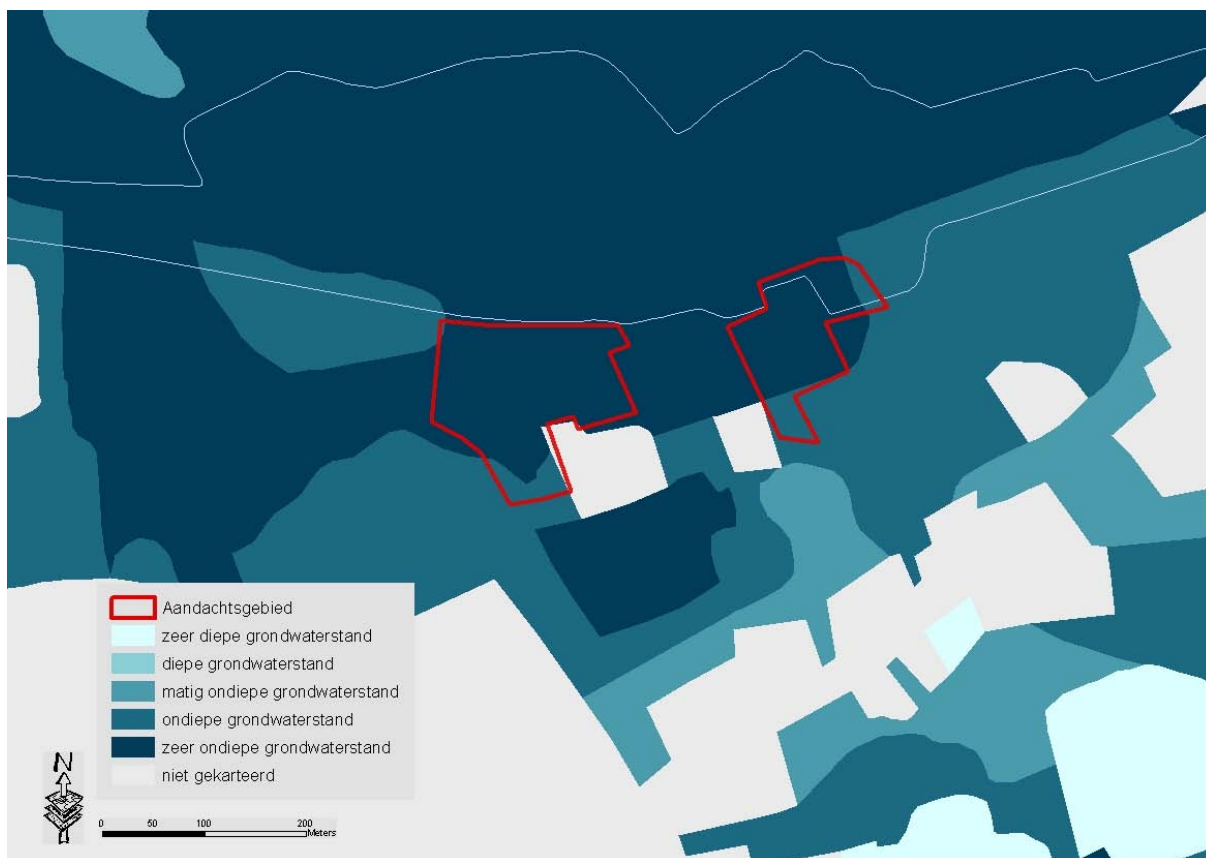 Aandachtsgebied
zeer diepe grondwaterstand
diepe grondwaterstand
matig ondiepe grondwaterstand
ondiepe grondwaterstand
zeer ondiepe grondwaterstand
niet gekarteerd
N
0 50 100 200
Meters